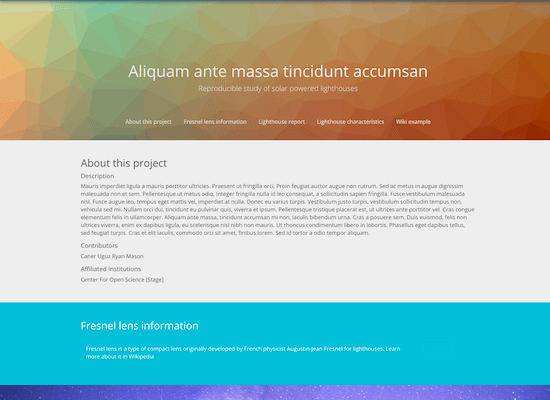 Aliquam ante massa tincidunt accumsan
Reproducible study of solar powered lighthouses
About this project Fresnel lens information Lighthouse report Lighthouse characteristics Wiki example
About this project
Description
Mauris imperdiet ligula a mauris porttitor ultricies. Praesent ut fringilla orci. Proin feugiat auctor augue non rutrum. Sed ac metus in augue dignissim
malesuada non et sem. Pellentesque ut metus odio. Integer fringilla nulla id leo consequat, a sollicitudin sapien fringilla. Fusce vestibulum malesuada
nisl. Fusce augue leo, tempus eget mattis vel, imperdiet at nulla. Donec eu varius turpis. Vestibulum justo turpis, vestibulum sollicitudin tempus non,
vehicula sed mi. Nullam orci dui, tincidunt eu pulvinar quis, viverra et ipsum. Pellentesque tristique placerat est, ut ultrices ante porttitor vel. Cras congue
elementum felis in ullamcorper. Aliquam ante massa, tincidunt accumsan mi non, iaculis bibendum urna. Cras a posuere sem. Duis euismod, felis non
ultrices viverra, enim ex dapibus ligula, eu scelerisque nisl nibh non mauris. Ut rhoncus condimentum libero in lobortis. Phasellus eget dapibus tellus,
sed feugiat turpis. Cras et elit iaculis, commodo orci sit amet, finibus lorem. Sed id tortor a odio tempor aliquam.
Contributors
Caner Uguz Ryan Mason
Affiliated Institutions
Center For Open Science [Stage]
Fresnel lens information
Fresnel lens is a type of compact lens originally developed by French physicist Augustin-Jean Fresnel for lighthouses. Learn
more about it in Wikipedia